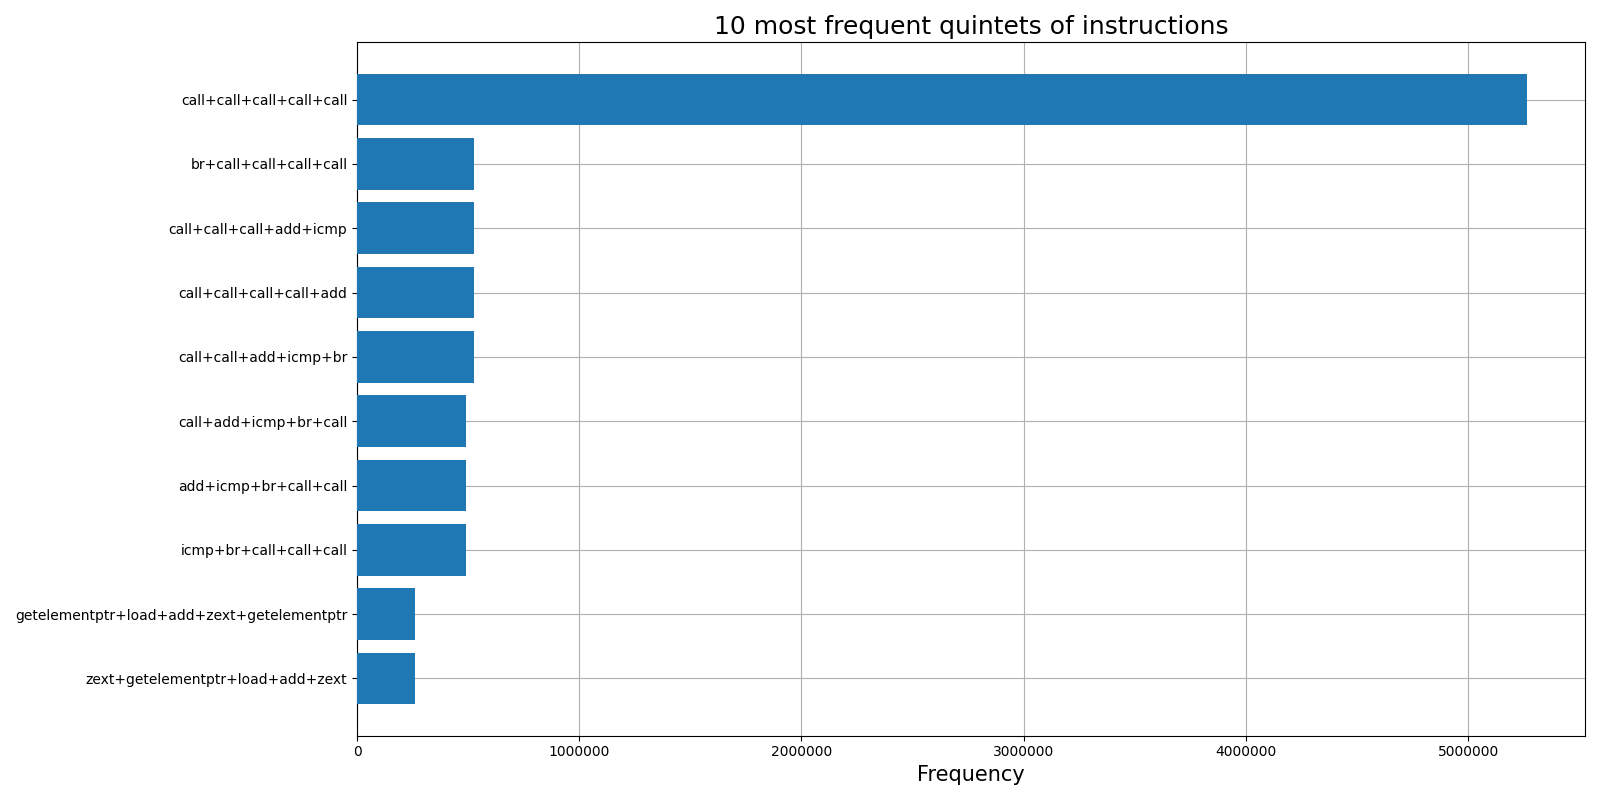 10 most frequent quintets of instructions
call+call+call+call+call
br+call+call+call+call
call+call+call+add+icmp
call+call+call+call+add
call+call+add+icmp+br
call+add+icmp+br+call
add+icmp+br+call+call
icmp+br+call+call+call
getelementptr+load+add+zext+getelementptr
zext+getelementptr+load+add+zext
0 1000000 2000000 3000000 4000000 5000000
Frequency